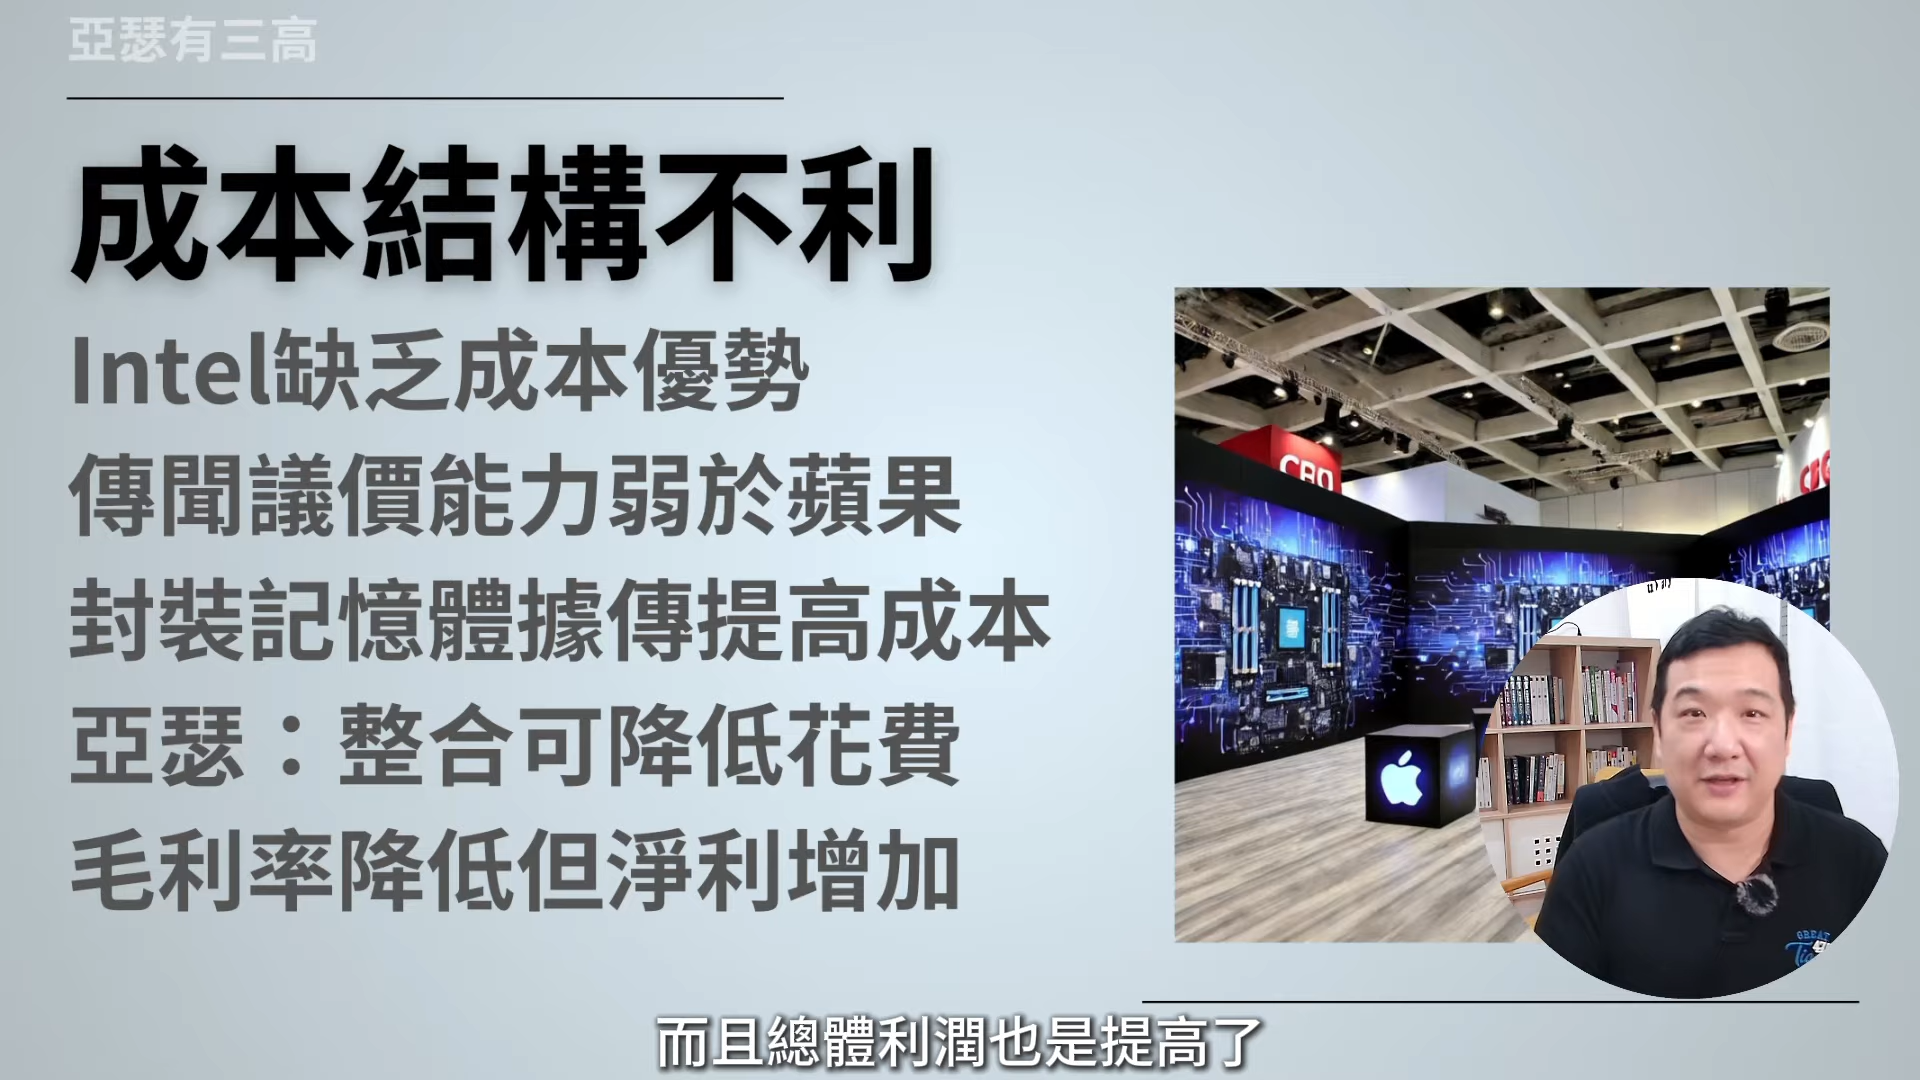 亞瑟有三高
成本結構不利
Intel缺乏成本優勢
傳聞議價能力弱於蘋果
封裝記憶體據傳提高成本
亞瑟：整合可降低花費
毛利率降低但淨利增加
GREAT
而且總體利潤也是提高了